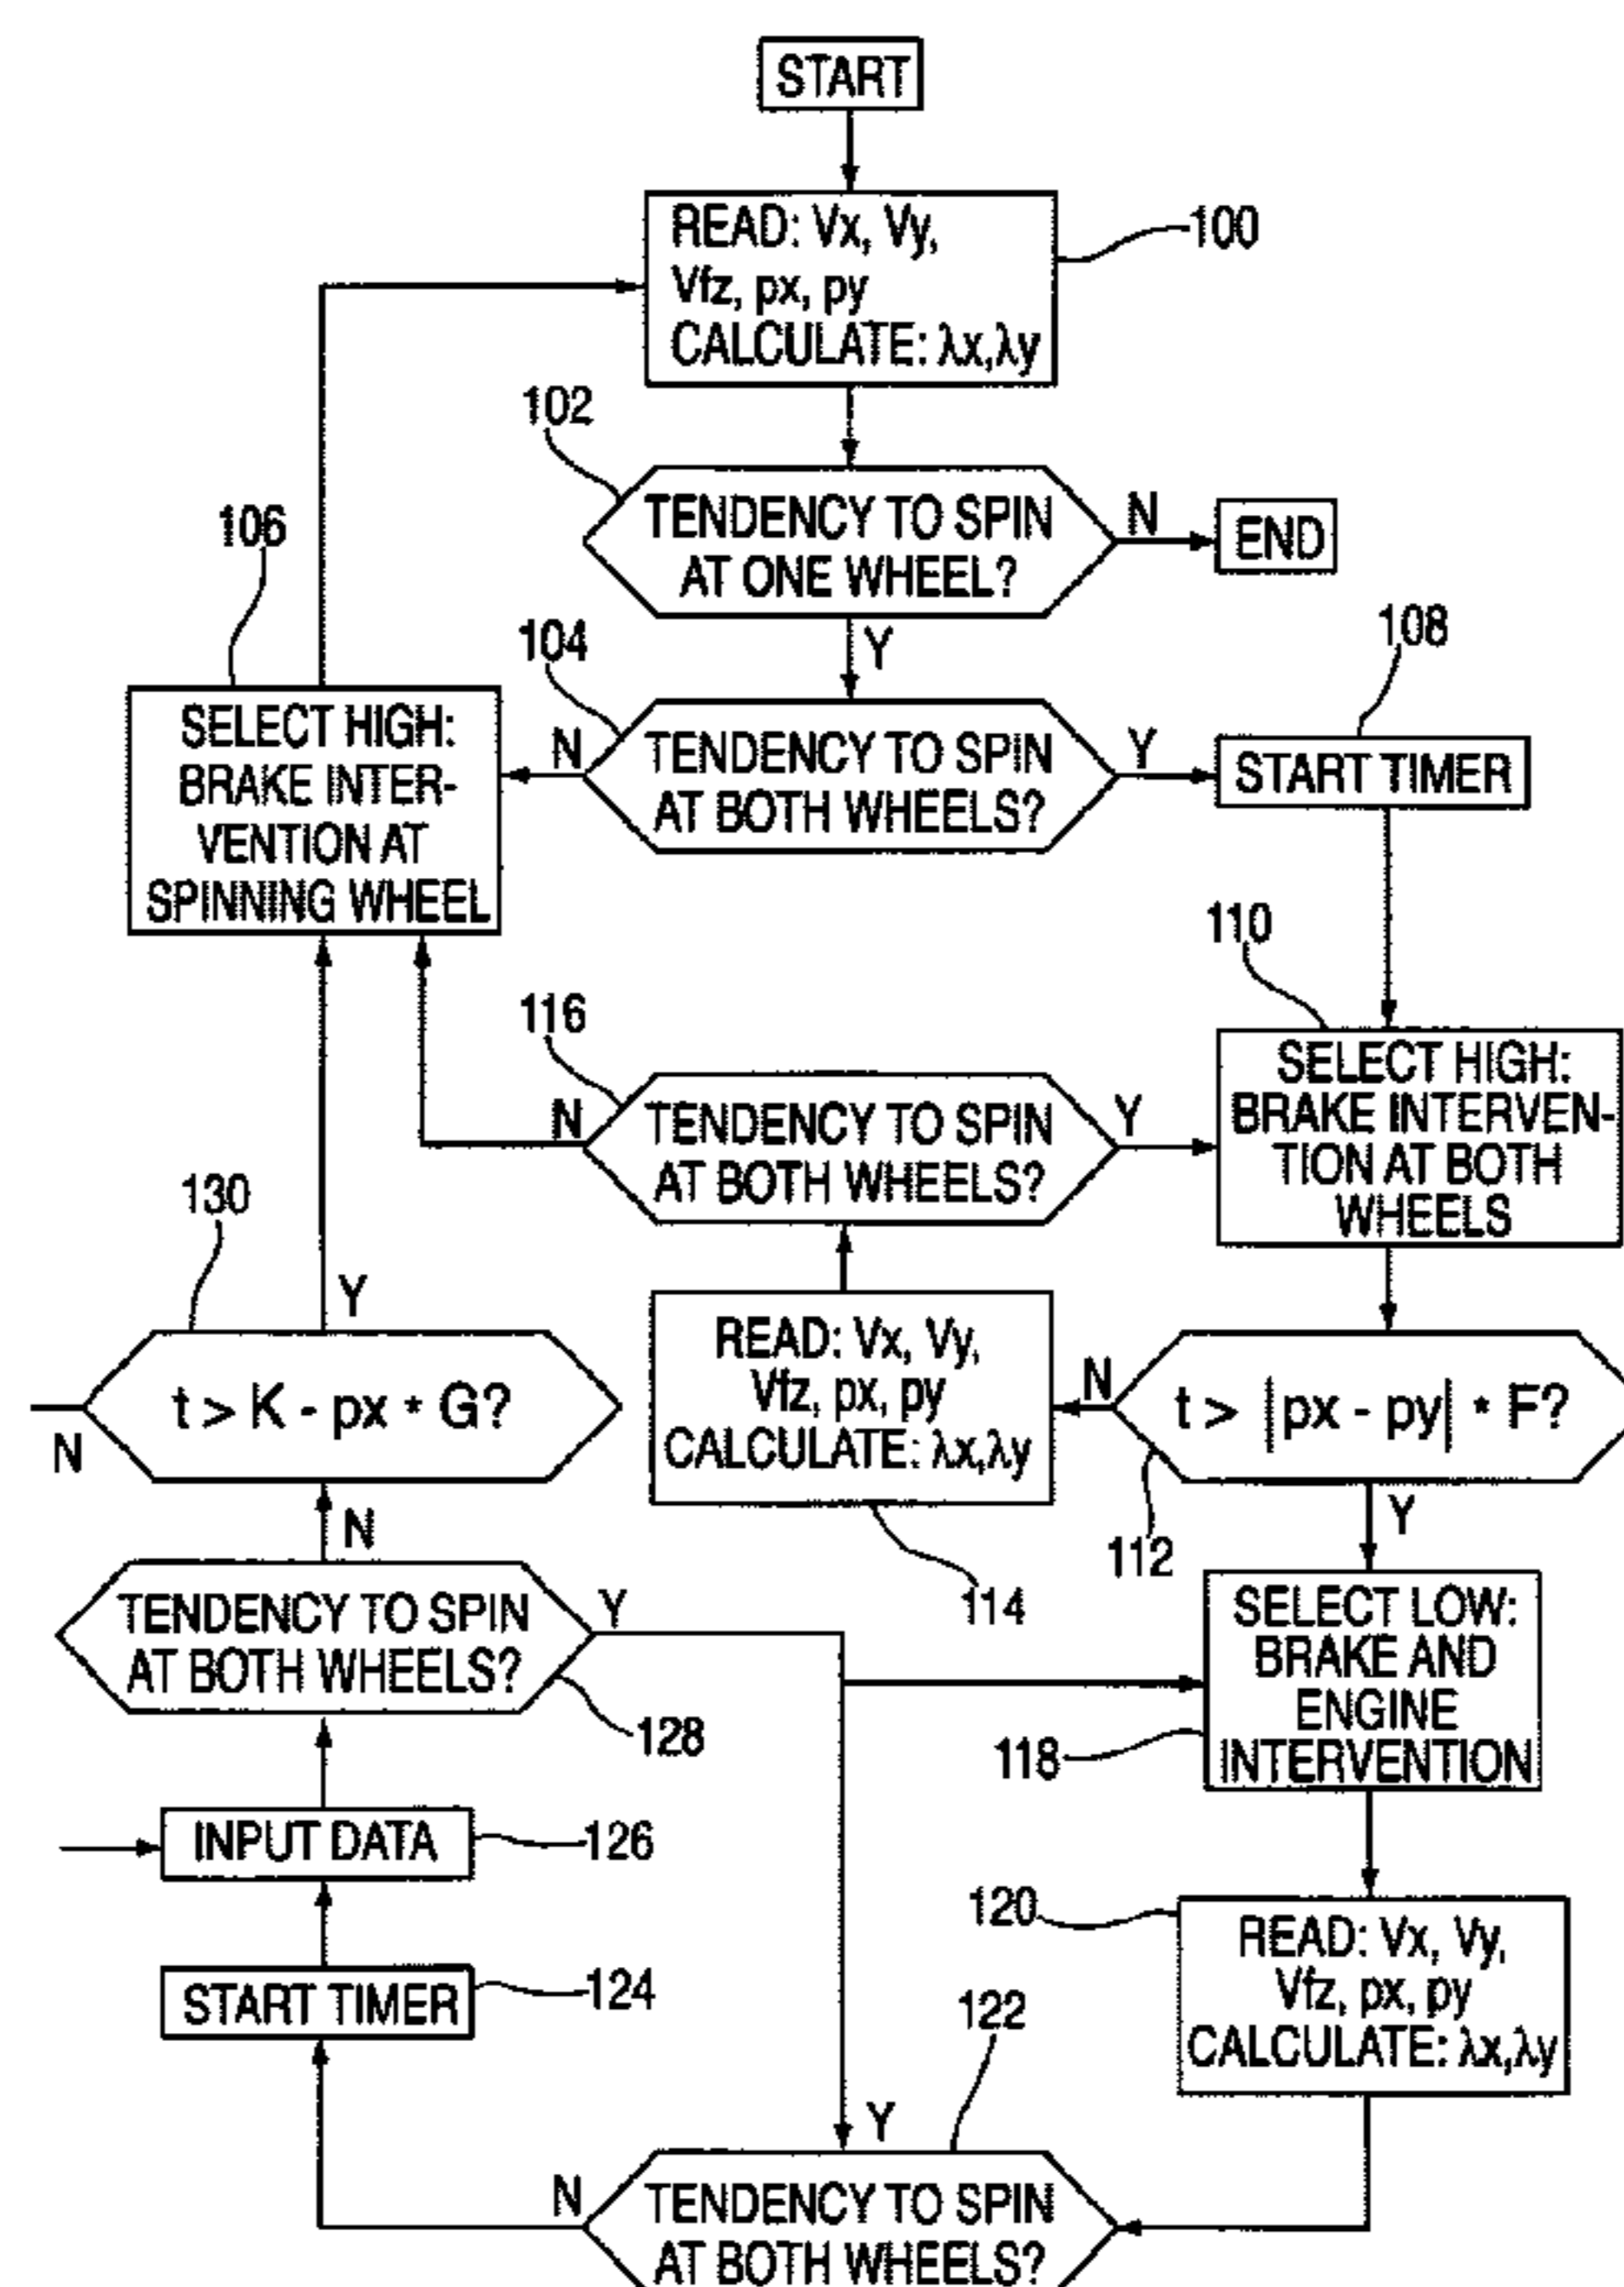 START
READ: Vx, Vy,
Vfz, px, py
CALCULATE: λx,λy
100
102
TENDENCY TO SPIN
AT ONE WHEEL?
N
END
Y
106
SELECT HIGH:
BRAKE INTER-
VENTION AT
SPINNING WHEEL
104
N
TENDENCY TO SPIN
AT BOTH WHEELS?
Y
108
START TIMER
110
SELECT HIGH:
BRAKE INTERVEN-
TION AT BOTH
WHEELS
116
N
TENDENCY TO SPIN
AT BOTH WHEELS?
Y
130
Y
t > K - px * G?
N
READ: Vx, Vy,
Vfz, px, py
CALCULATE: λx,λy
114
N
t > |px - py| * F?
112
Y
N
TENDENCY TO SPIN
AT BOTH WHEELS?
Y
128
SELECT LOW:
BRAKE AND
ENGINE
INTERVENTION
118
INPUT DATA
126
120
READ: Vx, Vy,
Vfz, px, py
CALCULATE: λx,λy
START TIMER
124
122
Y
N
TENDENCY TO SPIN
AT BOTH WHEELS?